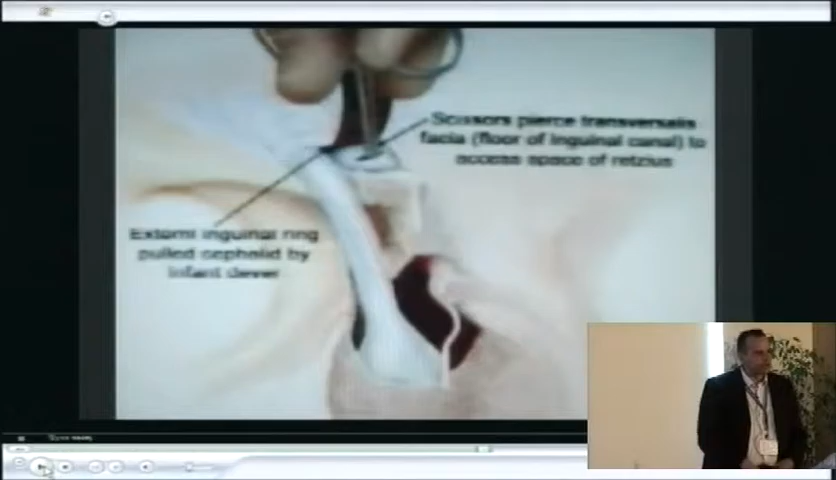 Scissors pierce transversalis
facia (floor of inguinal canal) to
access space of retzius
inguinal ring
pulled cephalid by
infant dever